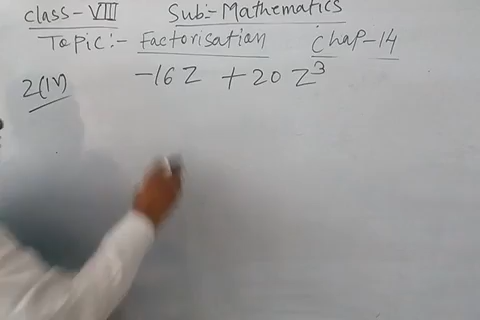 class - VIII Sub:- Mathematics
Topic:- Factorisation Chap-14
2(iv) -16z + 20z³